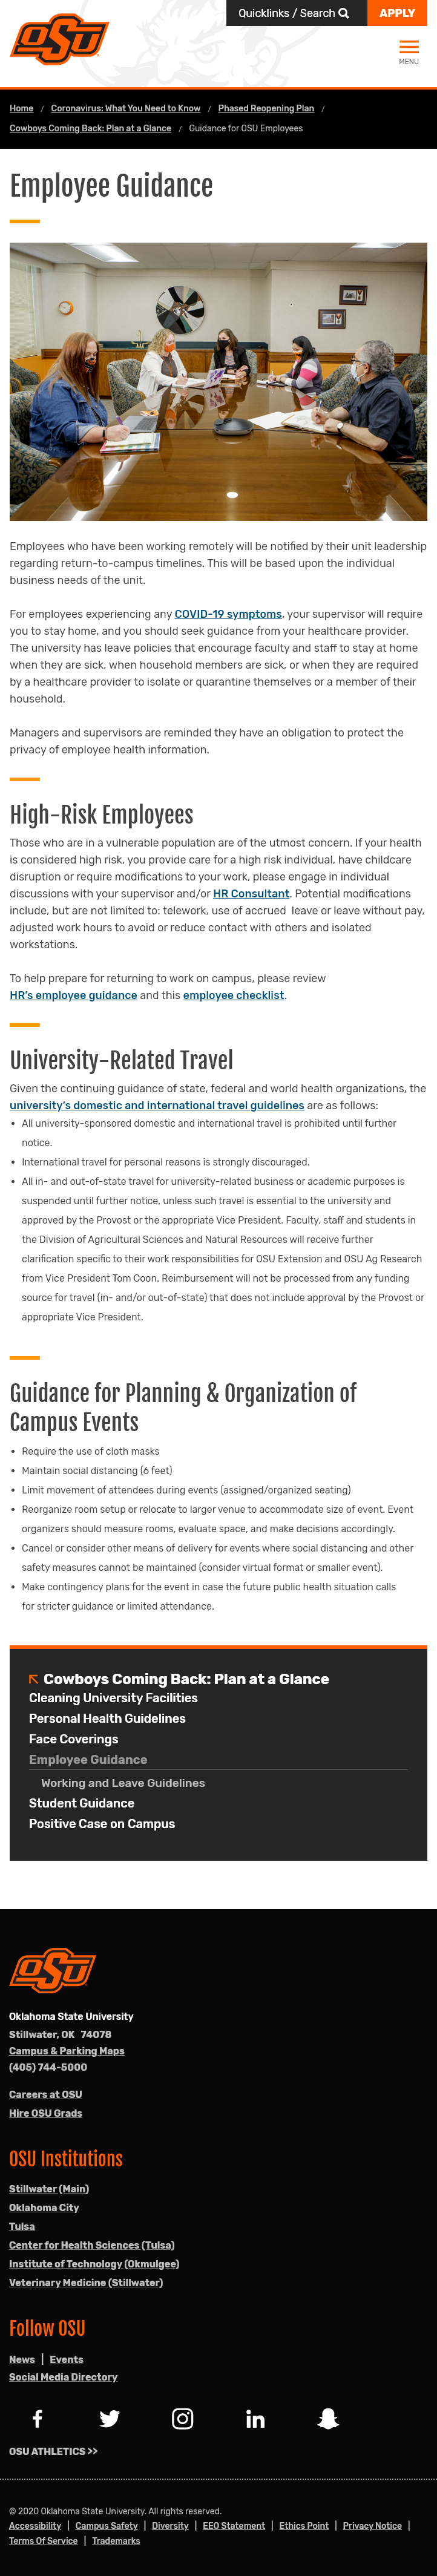 Quicklinks / Search
APPLY
OSU
MENU
Home / Coronavirus: What You Need to Know / Phased Reopening Plan /
Cowboys Coming Back: Plan at a Glance / Guidance for OSU Employees
Employee Guidance
Employees who have been working remotely will be notified by their unit leadership
regarding return-to-campus timelines. This will be based upon the individual
business needs of the unit.
For employees experiencing any COVID-19 symptoms, your supervisor will require
you to stay home, and you should seek guidance from your healthcare provider.
The university has leave policies that encourage faculty and staff to stay at home
when they are sick, when household members are sick, or when they are required
by a healthcare provider to isolate or quarantine themselves or a member of their
household.
Managers and supervisors are reminded they have an obligation to protect the
privacy of employee health information.
High-Risk Employees
Those who are in a vulnerable population are of the utmost concern. If your health
is considered high risk, you provide care for a high risk individual, have childcare
disruption or require modifications to your work, please engage in individual
discussions with your supervisor and/or HR Consultant. Potential modifications
include, but are not limited to: telework, use of accrued leave or leave without pay,
adjusted work hours to avoid or reduce contact with others and isolated
workstations.
To help prepare for returning to work on campus, please review
HR's employee guidance and this employee checklist.
University-Related Travel
Given the continuing guidance of state, federal and world health organizations, the
university's domestic and international travel guidelines are as follows:
• All university-sponsored domestic and international travel is prohibited until further
notice.
• International travel for personal reasons is strongly discouraged.
• All in- and out-of-state travel for university-related business or academic purposes is
suspended until further notice, unless such travel is essential to the university and
approved by the Provost or the appropriate Vice President. Faculty, staff and students in
the Division of Agricultural Sciences and Natural Resources will receive further
clarification specific to their work responsibilities for OSU Extension and OSU Ag Research
from Vice President Tom Coon. Reimbursement will not be processed from any funding
source for travel (in- and/or out-of-state) that does not include approval by the Provost or
appropriate Vice President.
Guidance for Planning & Organization of
Campus Events
• Require the use of cloth masks
• Maintain social distancing (6 feet)
• Limit movement of attendees during events (assigned/organized seating)
• Reorganize room setup or relocate to larger venue to accommodate size of event. Event
organizers should measure rooms, evaluate space, and make decisions accordingly.
• Cancel or consider other means of delivery for events where social distancing and other
safety measures cannot be maintained (consider virtual format or smaller event).
• Make contingency plans for the event in case the future public health situation calls
for stricter guidance or limited attendance.
Cowboys Coming Back: Plan at a Glance
Cleaning University Facilities
Personal Health Guidelines
Face Coverings
Employee Guidance
Working and Leave Guidelines
Student Guidance
Positive Case on Campus
OSU
Oklahoma State University
Stillwater, OK 74078
Campus & Parking Maps
(405) 744-5000
Careers at OSU
Hire OSU Grads
OSU Institutions
Stillwater (Main)
Oklahoma City
Tulsa
Center for Health Sciences (Tulsa)
Institute of Technology (Okmulgee)
Veterinary Medicine (Stillwater)
Follow OSU
News | Events
Social Media Directory
OSU ATHLETICS >>
© 2020 Oklahoma State University. All rights reserved.
Accessibility | Campus Safety | Diversity | EEO Statement | Ethics Point | Privacy Notice |
Terms Of Service | Trademarks